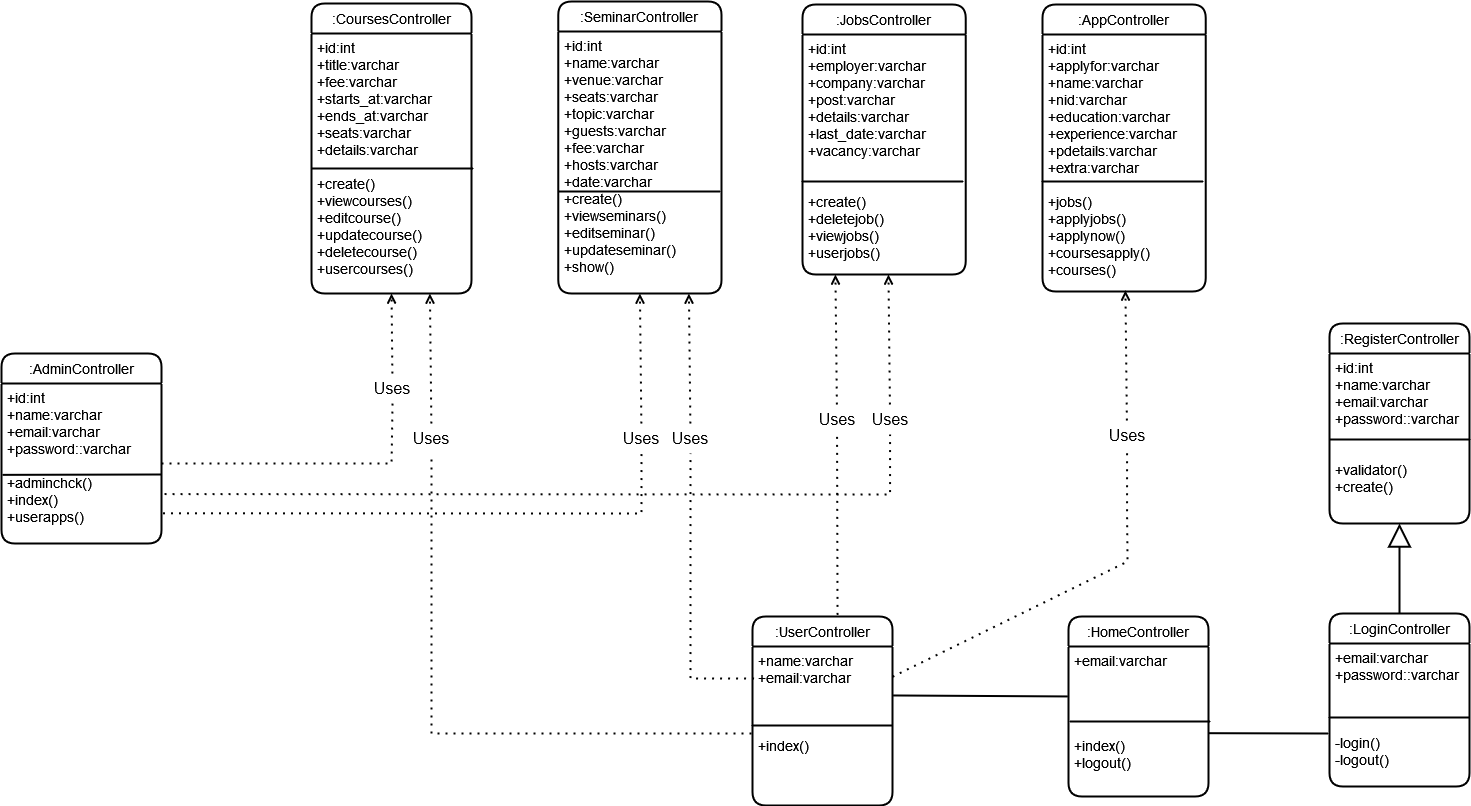 :CoursesController
+id:int
+title:varchar
+fee:varchar
+starts_at:varchar
+ends_at:varchar
+seats:varchar
+details:varchar
+create()
+viewcourses()
+editcourse()
+updatecourse()
+deletecourse()
+usercourses()
:SeminarController
+id:int
+name:varchar
+venue:varchar
+seats:varchar
+topic:varchar
+guests:varchar
+fee:varchar
+hosts:varchar
+date:varchar
+create()
+viewseminars()
+editseminar()
+updateseminar()
+show()
:JobsController
+id:int
+employer:varchar
+company:varchar
+post:varchar
+details:varchar
+last_date:varchar
+vacancy:varchar
+create()
+deletejob()
+viewjobs()
+userjobs()
:AppController
+id:int
+applyfor:varchar
+name:varchar
+nid:varchar
+education:varchar
+experience:varchar
+pdetails:varchar
+extra:varchar
+jobs()
+applyjobs()
+applynow()
+coursesapply()
+courses()
:AdminController
+id:int
+name:varchar
+email:varchar
+password::varchar
+adminchck()
+index()
+userapps()
Uses
Uses
Uses
Uses
Uses
Uses
Uses
:RegisterController
+id:int
+name:varchar
+email:varchar
+password::varchar
+validator()
+create()
:UserController
+name:varchar
+email:varchar
+index()
:HomeController
+email:varchar
+index()
+logout()
:LoginController
+email:varchar
+password::varchar
-login()
-logout()